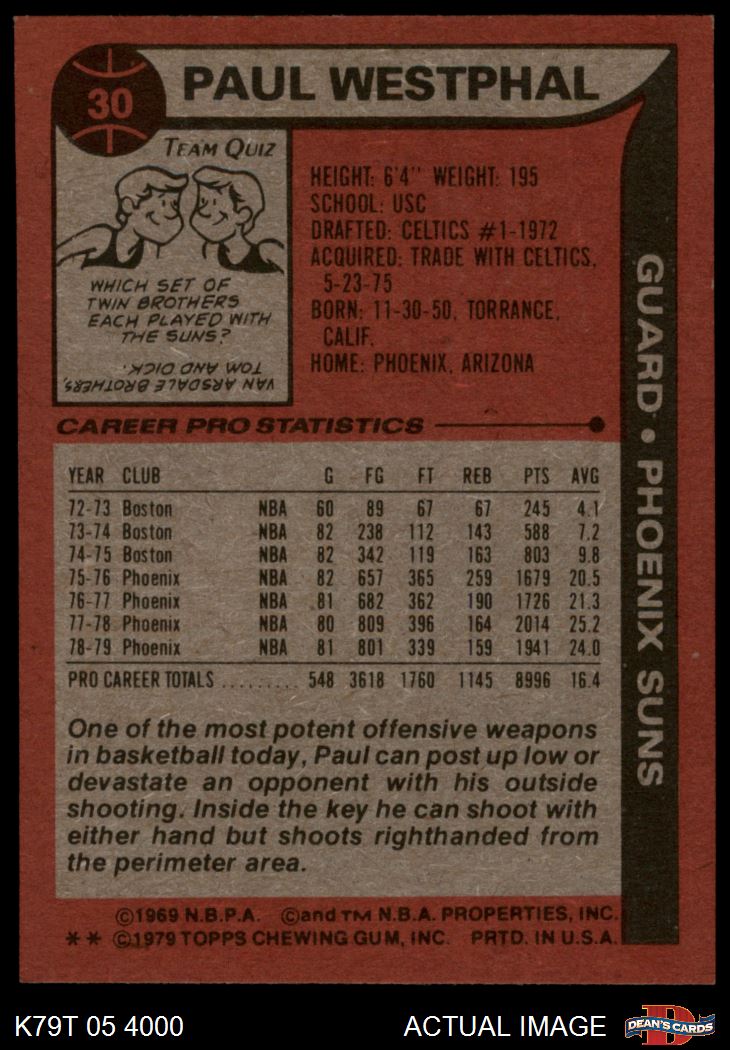 30
PAUL WESTPHAL
TEAM QUIZ
WHICH SET OF
TWIN BROTHERS
EACH PLAYED WITH
THE SUNS?
VAN ARSDALE BROTHERS,
TOM AND DICK.
HEIGHT: 6'4" WEIGHT: 195
SCHOOL: USC
DRAFTED: CELTICS #1-1972
ACQUIRED: TRADE WITH CELTICS,
5-23-75
BORN: 11-30-50, TORRANCE,
CALIF.
HOME: PHOENIX, ARIZONA
GUARD • PHOENIX SUNS
CAREER PRO STATISTICS
YEAR CLUB G FG FT REB PTS AVG
72-73 Boston NBA 60 89 67 67 245 4.1
73-74 Boston NBA 82 238 112 143 588 7.2
74-75 Boston NBA 82 342 119 163 803 9.8
75-76 Phoenix NBA 82 657 365 259 1679 20.5
76-77 Phoenix NBA 81 682 362 190 1726 21.3
77-78 Phoenix NBA 80 809 396 164 2014 25.2
78-79 Phoenix NBA 81 801 339 159 1941 24.0
PRO CAREER TOTALS ......... 548 3618 1760 1145 8996 16.4
One of the most potent offensive weapons
in basketball today, Paul can post up low or
devastate an opponent with his outside
shooting. Inside the key he can shoot with
either hand but shoots righthanded from
the perimeter area.
©1969 N.B.P.A. ©and TM N.B.A. PROPERTIES, INC.
** ©1979 TOPPS CHEWING GUM, INC. PRTD. IN U.S.A.
K79T 05 4000 ACTUAL IMAGE
D
DEAN'S CARDS